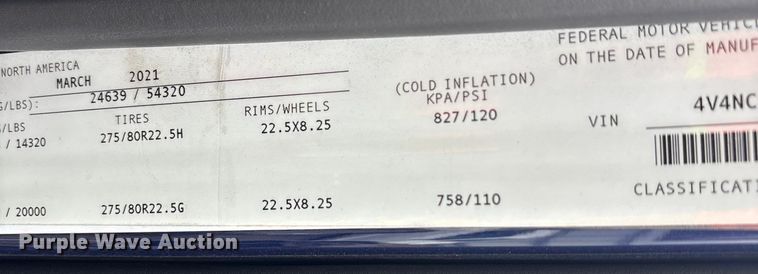 NORTH AMERICA
MARCH 2021
/LBS): 24639 / 54320
/LBS TIRES RIMS/WHEELS (COLD INFLATION) KPA/PSI
/ 14320 275/80R22.5H 22.5X8.25 827/120
/ 20000 275/80R22.5G 22.5X8.25 758/110
FEDERAL MOTOR VEHIC
ON THE DATE OF MANUF
VIN 4V4NC
CLASSIFICATI
Purple Wave Auction